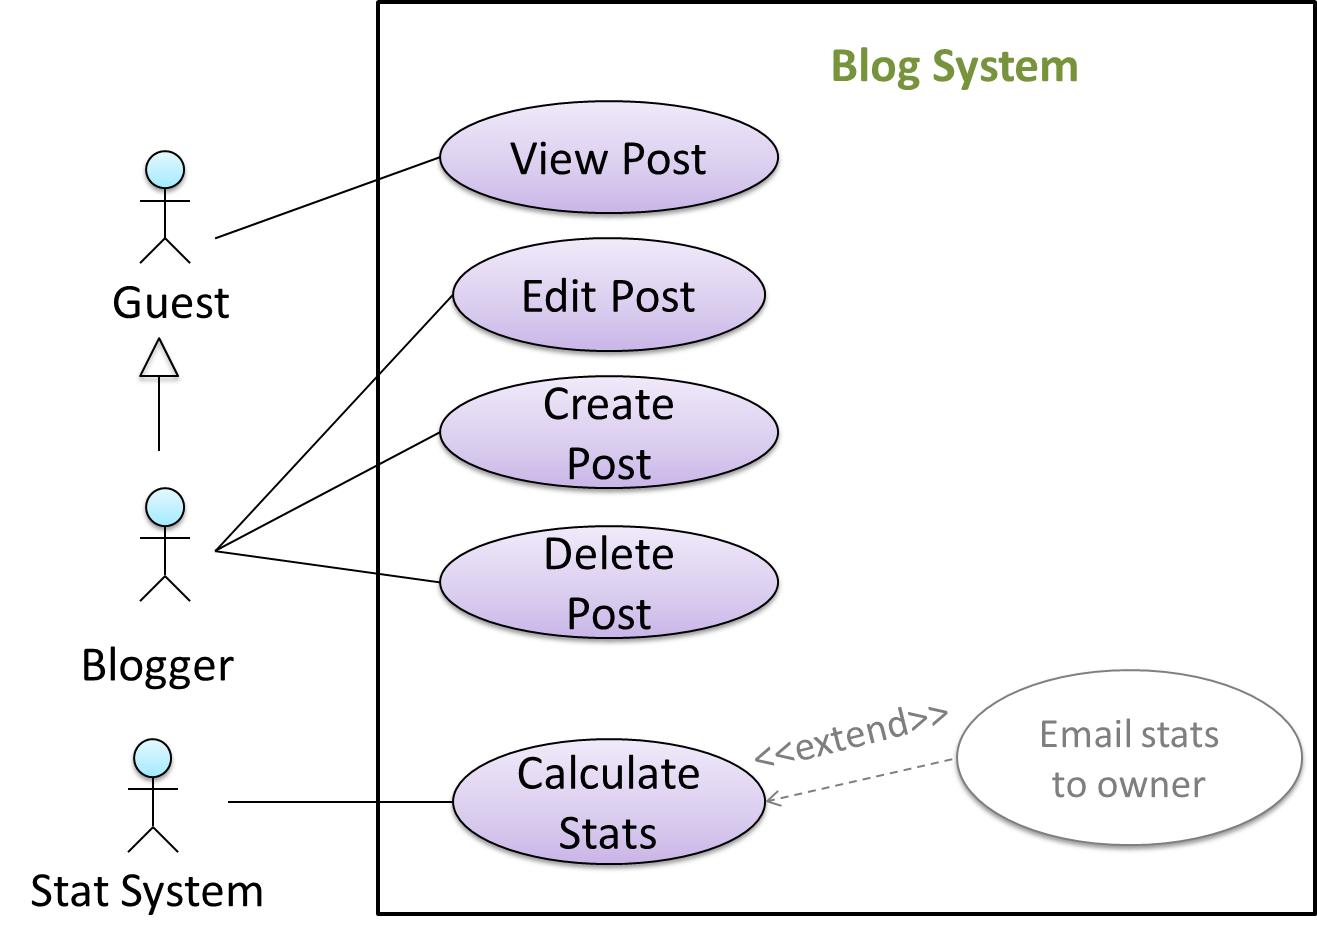 Blog System
View Post
Guest
Edit Post
Create
Post
Delete
Post
Blogger
<<extend>>
Email stats
to owner
Calculate
Stats
Stat System